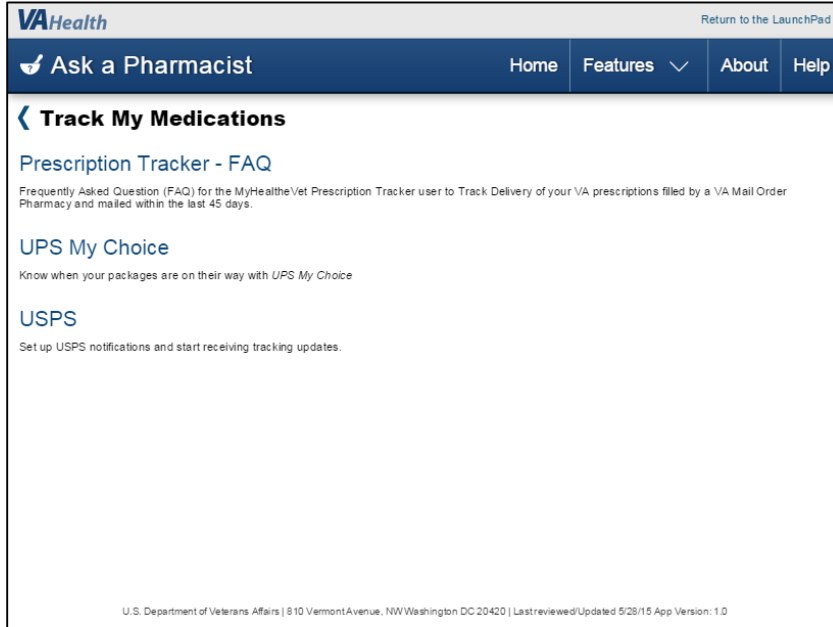 VA Health
Return to the LaunchPad
Ask a Pharmacist
Home
Features
About
Help
Track My Medications
Prescription Tracker - FAQ
Frequently Asked Question (FAQ) for the MyHealtheVet Prescription Tracker user to Track Delivery of your VA prescriptions filled by a VA Mail Order
Pharmacy and mailed within the last 45 days.
UPS My Choice
Know when your packages are on their way with UPS My Choice
USPS
Set up USPS notifications and start receiving tracking updates.
U.S. Department of Veterans Affairs | 810 Vermont Avenue, NW Washington DC 20420 | Last reviewed/Updated 5/28/15 App Version: 1.0